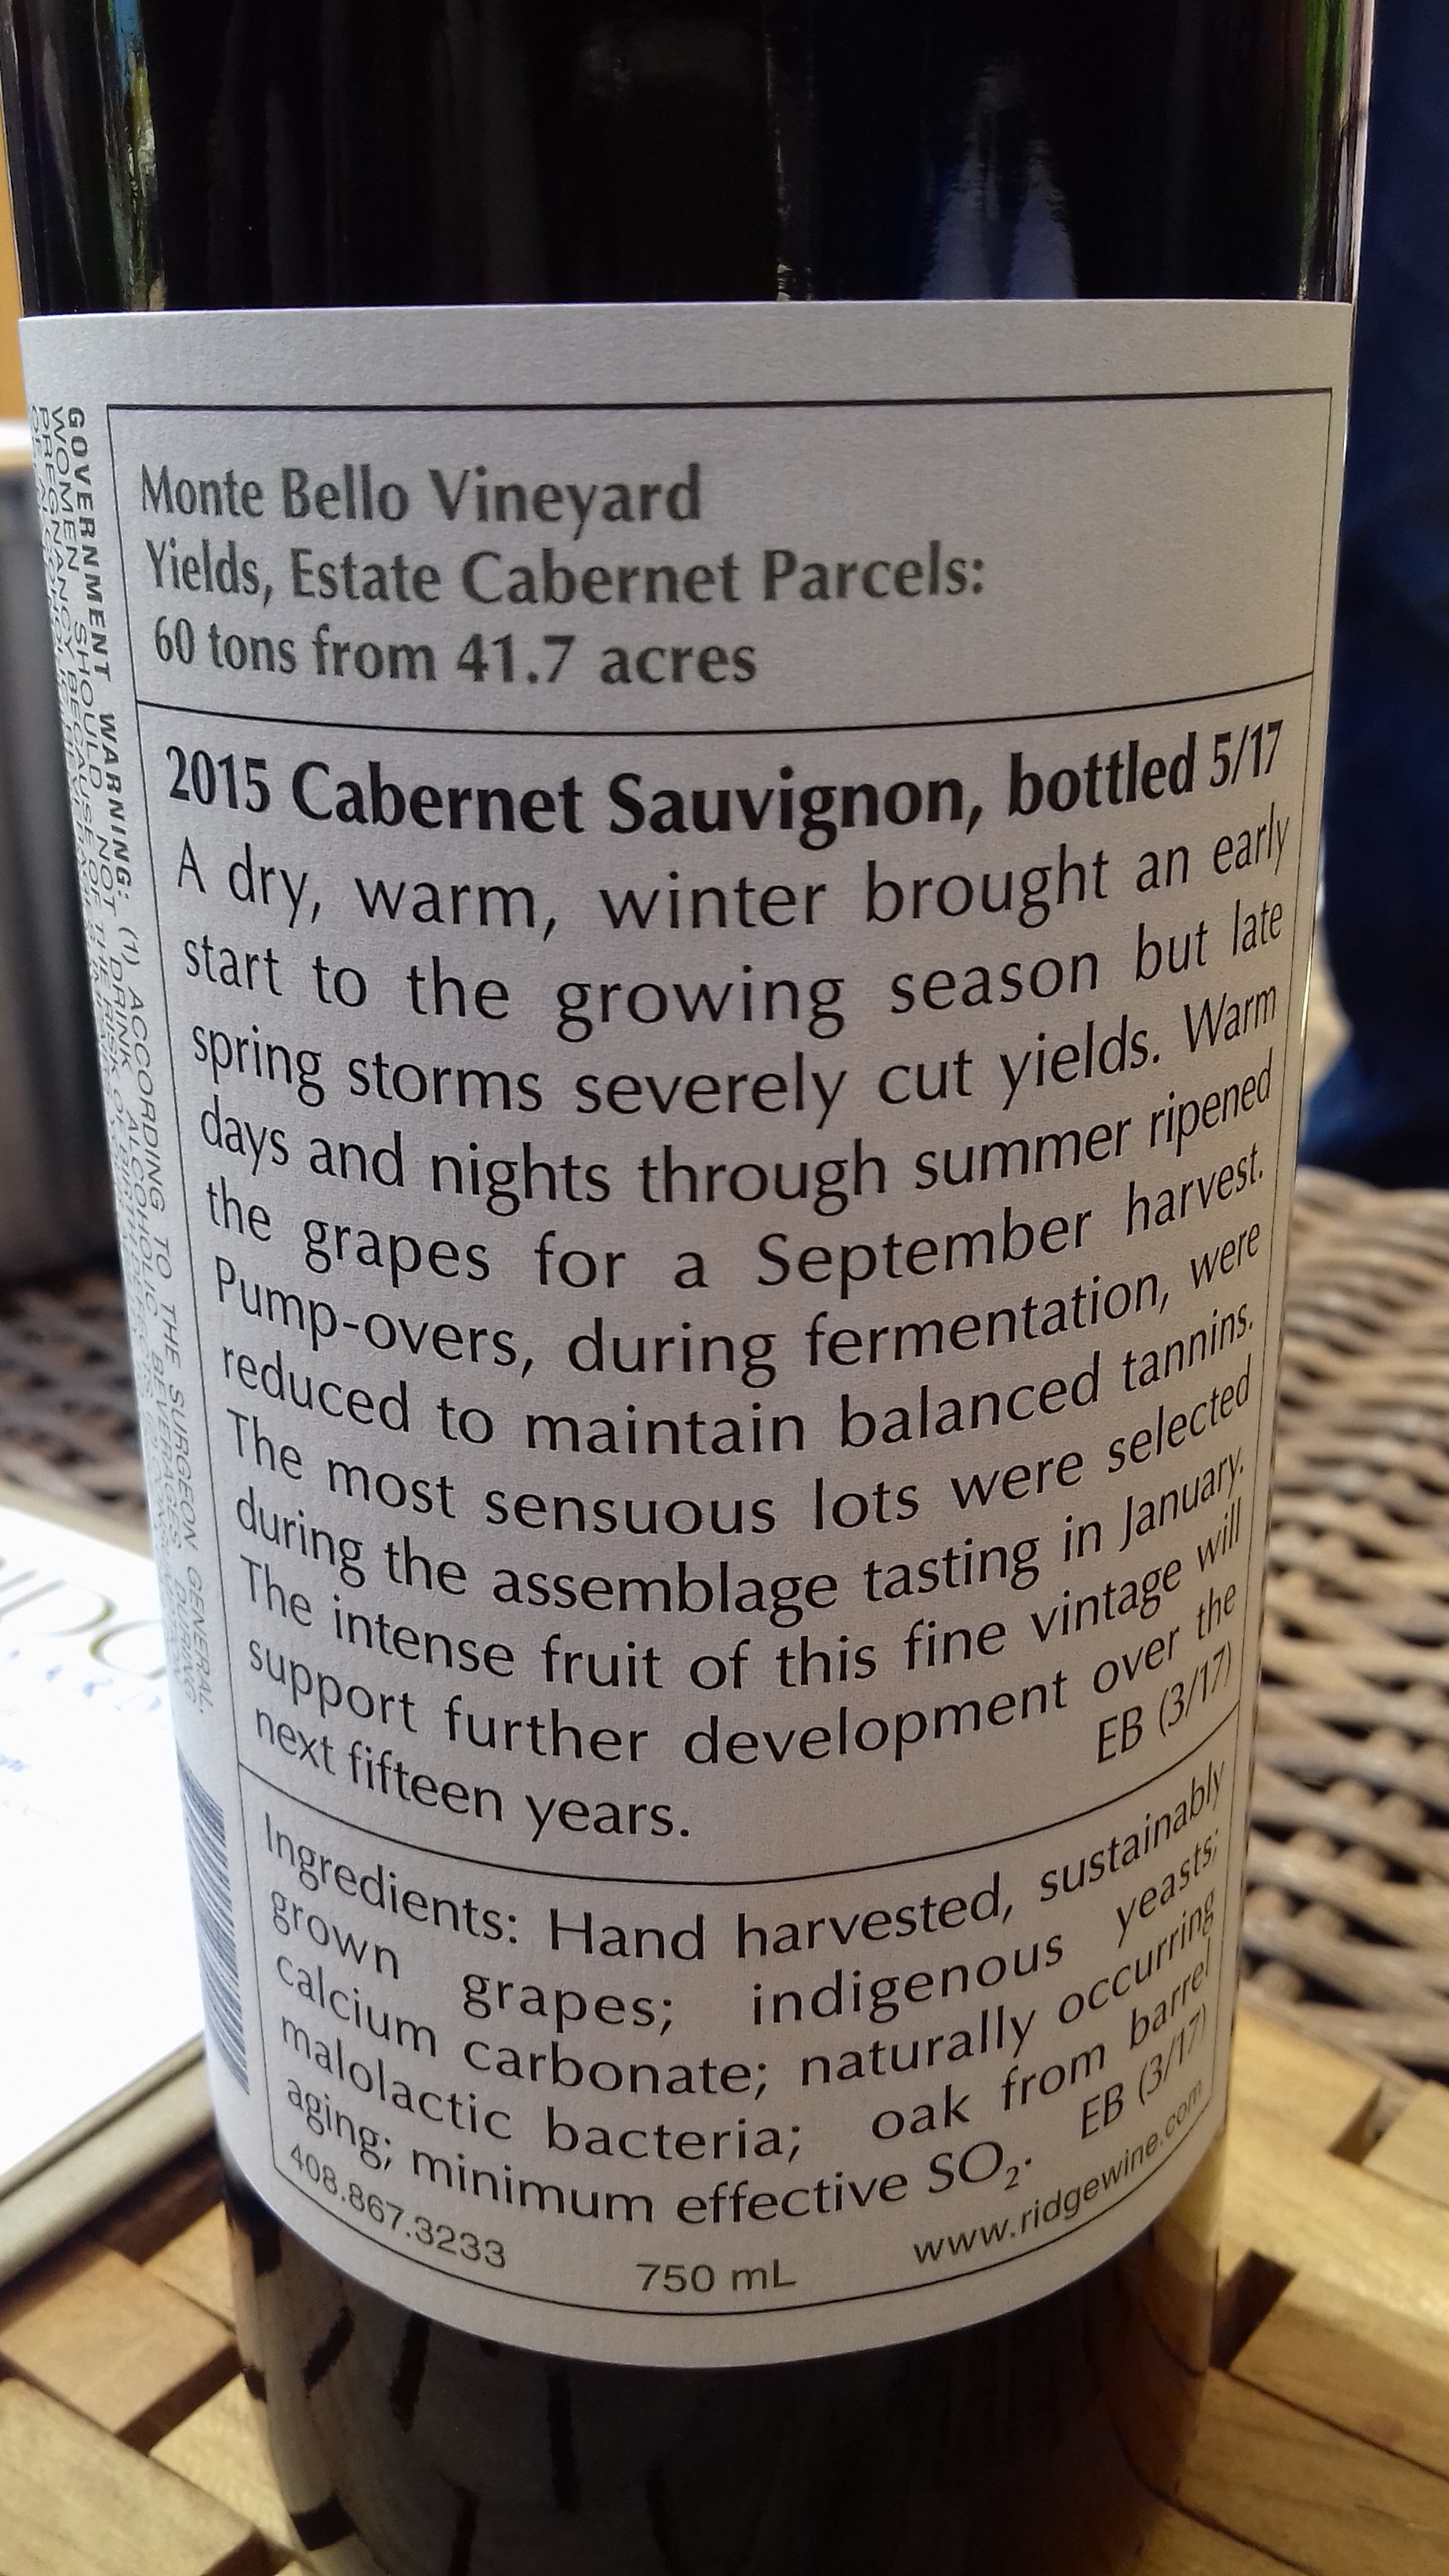 Monte Bello Vineyard
Yields, Estate Cabernet Parcels:
60 tons from 41.7 acres
2015 Cabernet Sauvignon, bottled 5/17
A dry, warm, winter brought an early
start to the growing season but late
spring storms severely cut yields. Warm
days and nights through summer ripened
the grapes for a September harvest.
Pump-overs, during fermentation, were
reduced to maintain balanced tannins.
The most sensuous lots were selected
during the assemblage tasting in January.
The intense fruit of this fine vintage will
support further development over the
next fifteen years. EB (3/17)
Ingredients: Hand harvested, sustainably
grown grapes; indigenous yeasts;
calcium carbonate; naturally occurring
malolactic bacteria; oak from barrel
aging; minimum effective SO₂. EB (3/17)
408.867.3233 750 mL www.ridgewine.com
GOVERNMENT WARNING: (1) ACCORDING TO THE SURGEON GENERAL,
WOMEN SHOULD NOT DRINK ALCOHOLIC BEVERAGES DURING
PREGNANCY BECAUSE OF THE RISK OF BIRTH